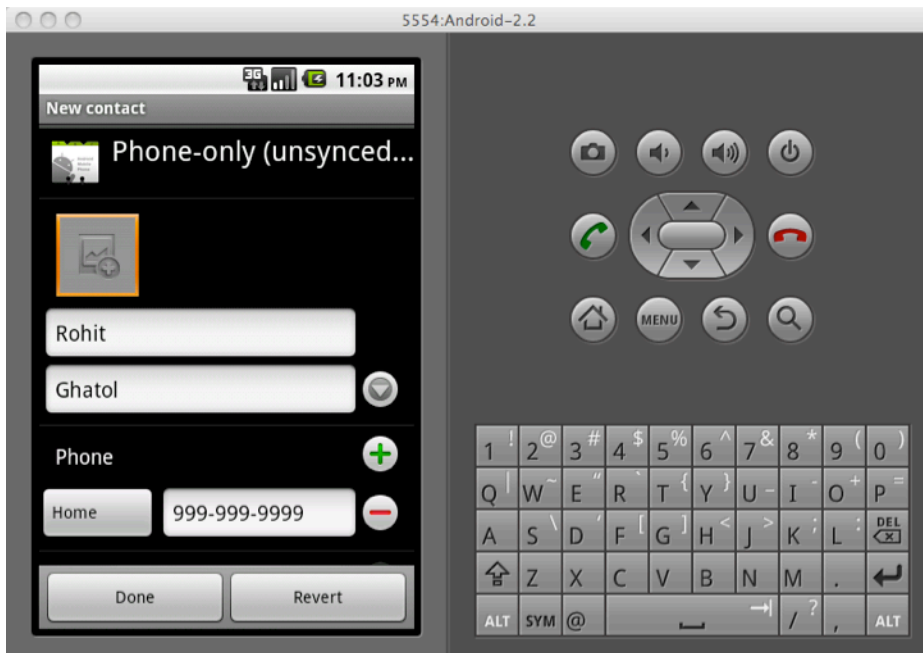 5554:Android-2.2
3G 11:03 PM
New contact
Phone-only (unsynced...
Rohit
Ghatol
Phone
Home 999-999-9999
Done Revert
MENU
1 ! 2 @ 3 # 4 $ 5 % 6 ^ 7 & 8 * 9 ( 0 )
Q | W ~ E " R ` T { Y } U - I - O + P =
A S \ D ' F [ G ] H < J > K ; L : DEL
Z X C V B N M .
ALT SYM @ / ? , ALT